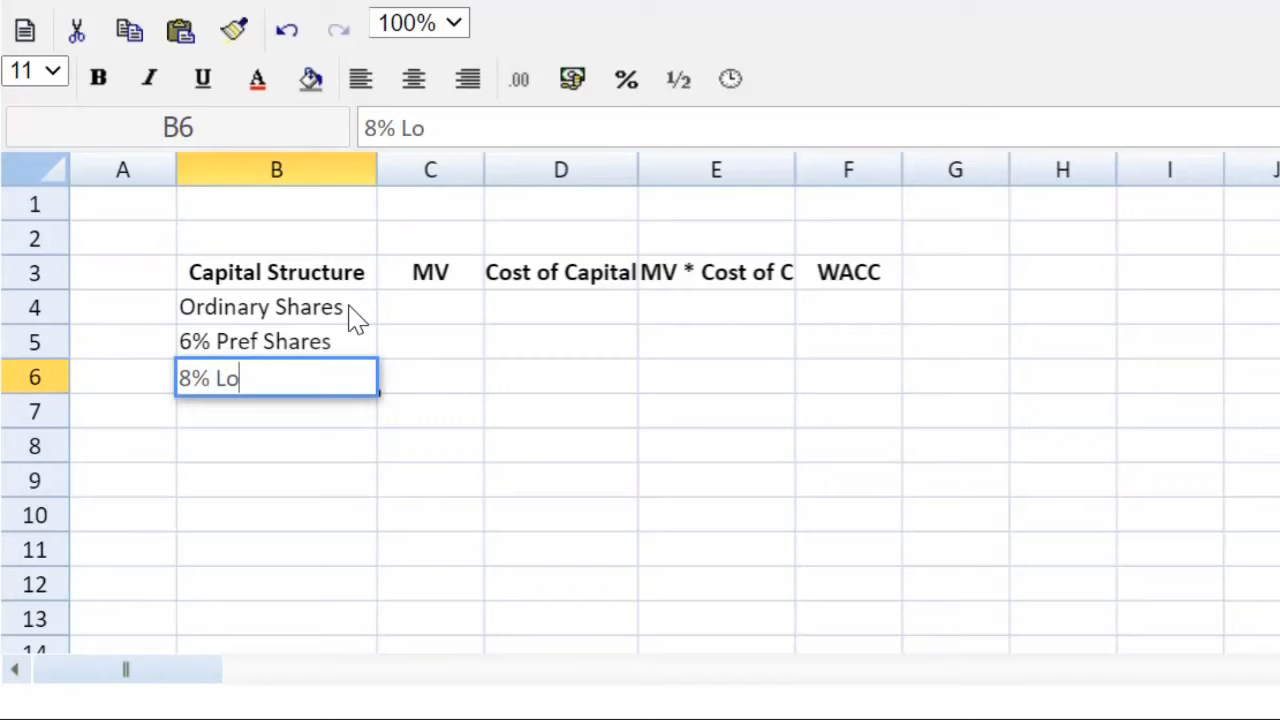 100%
11 B I U A .00 % 1/2
B6 8% Lo
A B C D E F G H I J
1
2
3 Capital Structure MV Cost of Capital MV * Cost of C WACC
4 Ordinary Shares
5 6% Pref Shares
6 8% Lo
7
8
9
10
11
12
13
14